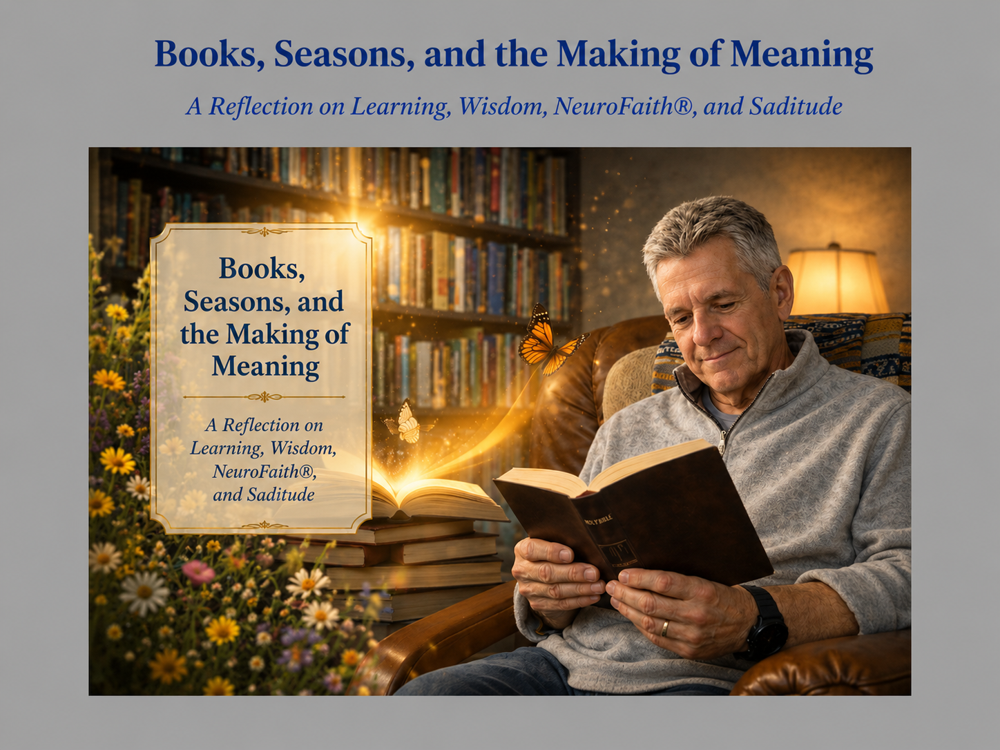 Books, Seasons, and the Making of Meaning
A Reflection on Learning, Wisdom, NeuroFaith®, and Saditude
Books,
Seasons, and
the Making of
Meaning
A Reflection on
Learning, Wisdom,
NeuroFaith®,
and Saditude
HOLY BIBLE